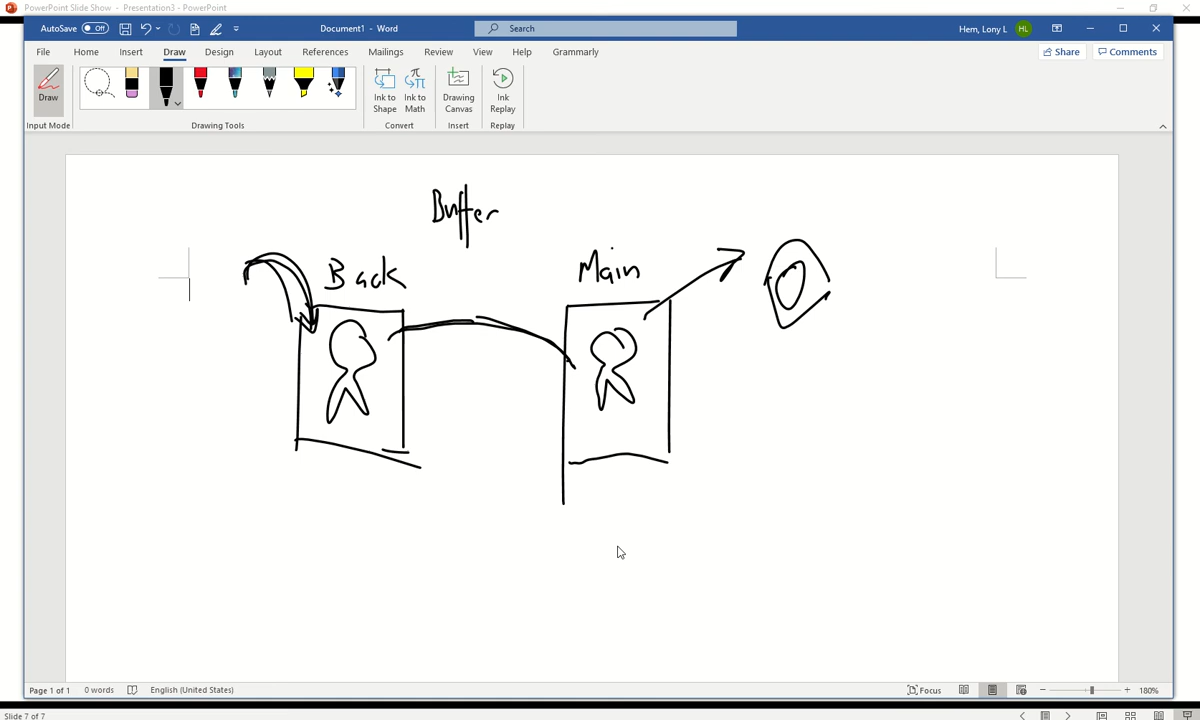 PowerPoint Slide Show - Presentation3 - PowerPoint
AutoSave Off Document1 - Word Search Hem, Lony L HL
File Home Insert Draw Design Layout References Mailings Review View Help Grammarly Share Comments
Draw
Ink to Shape
Ink to Math
Drawing Canvas
Ink Replay
Input Mode Drawing Tools Convert Insert Replay
Buffer
Back Main
Page 1 of 1 0 words English (United States) Focus 180%
Slide 7 of 7